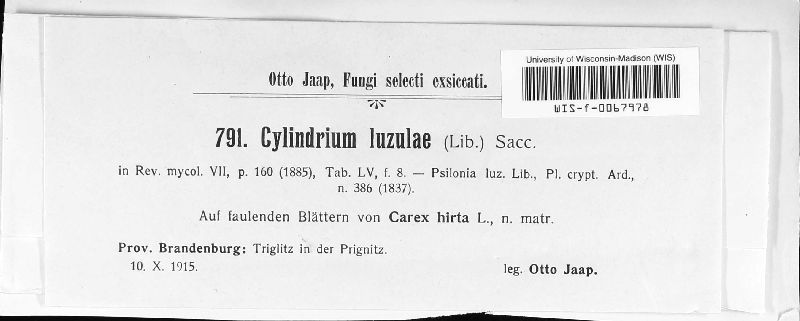 University of Wisconsin-Madison (WIS)
WIS-f-0067978
Otto Jaap, Fungi selecti exsiccati.
791. Cylindrium luzulae (Lib.) Sacc.
in Rev. mycol. VII, p. 160 (1885), Tab. LV, f. 8. — Psilonia luz. Lib., Pl. crypt. Ard.,
n. 386 (1837).
Auf faulenden Blättern von Carex hirta L., n. matr.
Prov. Brandenburg: Triglitz in der Prignitz.
10. X. 1915. leg. Otto Jaap.